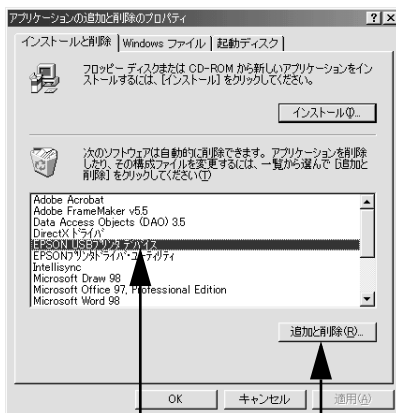 アプリケーションの追加と削除のプロパティ
インストールと削除
Windows ファイル
起動ディスク
フロッピー ディスクまたは CD-ROM から新しいアプリケーションをイン
ストールするには、[インストール] をクリックしてください。
インストール(I)...
次のソフトウェアは自動的に削除できます。アプリケーションを削除
したり、その構成ファイルを変更するには、一覧から選んで [追加と
削除] をクリックしてください(T)
Adobe Acrobat
Adobe FrameMaker v5.5
Data Access Objects (DAO) 3.5
DirectX ドライバ
EPSON USBプリンタデバイス
EPSONプリンタドライバ・ユーティリティ
Intellisync
Microsoft Draw 98
Microsoft Office 97, Professional Edition
Microsoft Word 98
追加と削除(R)...
OK
キャンセル
適用(A)